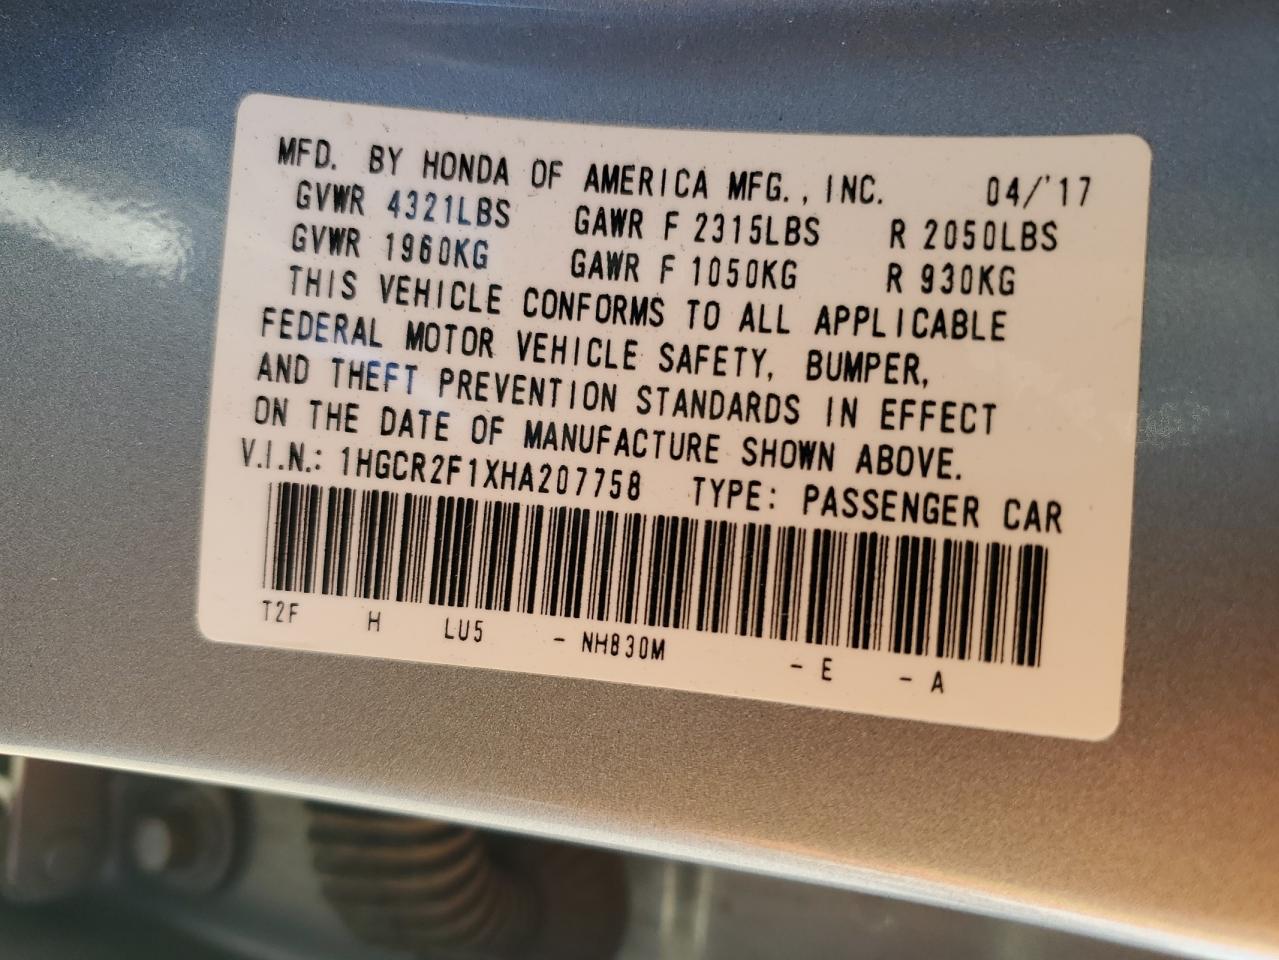 MFD. BY HONDA OF AMERICA MFG., INC. 04/'17
GVWR 4321LBS GAWR F 2315LBS R 2050LBS
GVWR 1960KG GAWR F 1050KG R 930KG
THIS VEHICLE CONFORMS TO ALL APPLICABLE
FEDERAL MOTOR VEHICLE SAFETY, BUMPER,
AND THEFT PREVENTION STANDARDS IN EFFECT
ON THE DATE OF MANUFACTURE SHOWN ABOVE.
V.I.N.: 1HGCR2F1XHA207758 TYPE: PASSENGER CAR
T2F H LU5 - NH830M - E - A